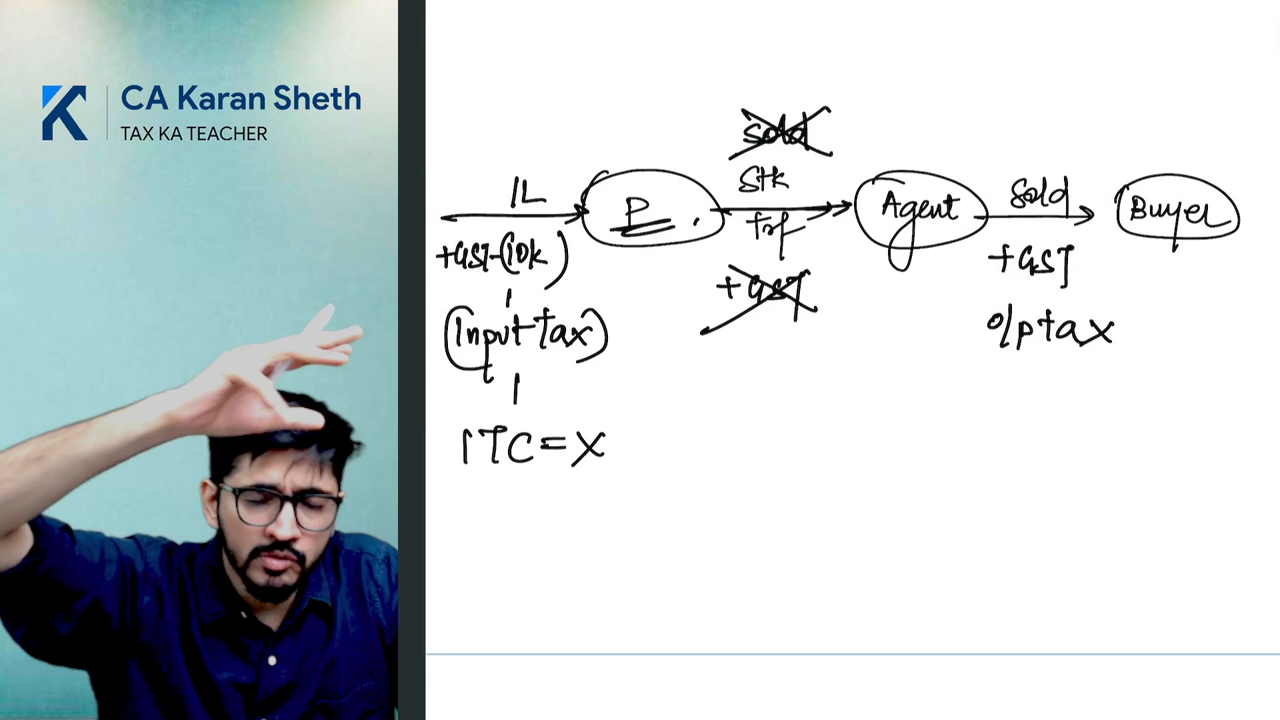 CA Karan Sheth
TAX KA TEACHER
1L
+GST-(10k)
(Input Tax)
ITC = X
P
sold
Stk
trf
+ GST
Agent
Sold
+ GST
o/p tax
Buyer